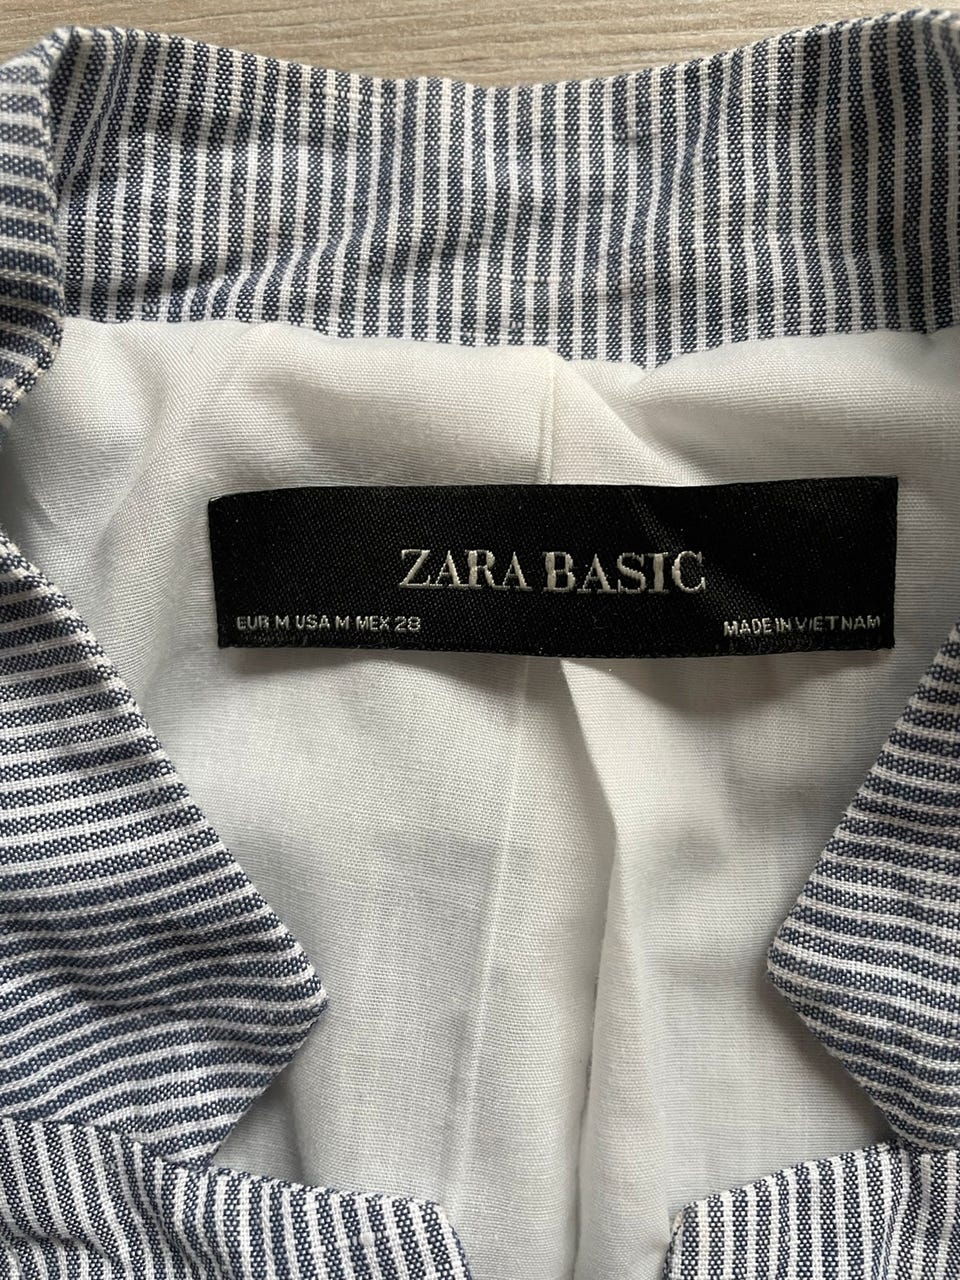 ZARA BASIC
EUR M USA M MEX 28
MADE IN VIETNAM